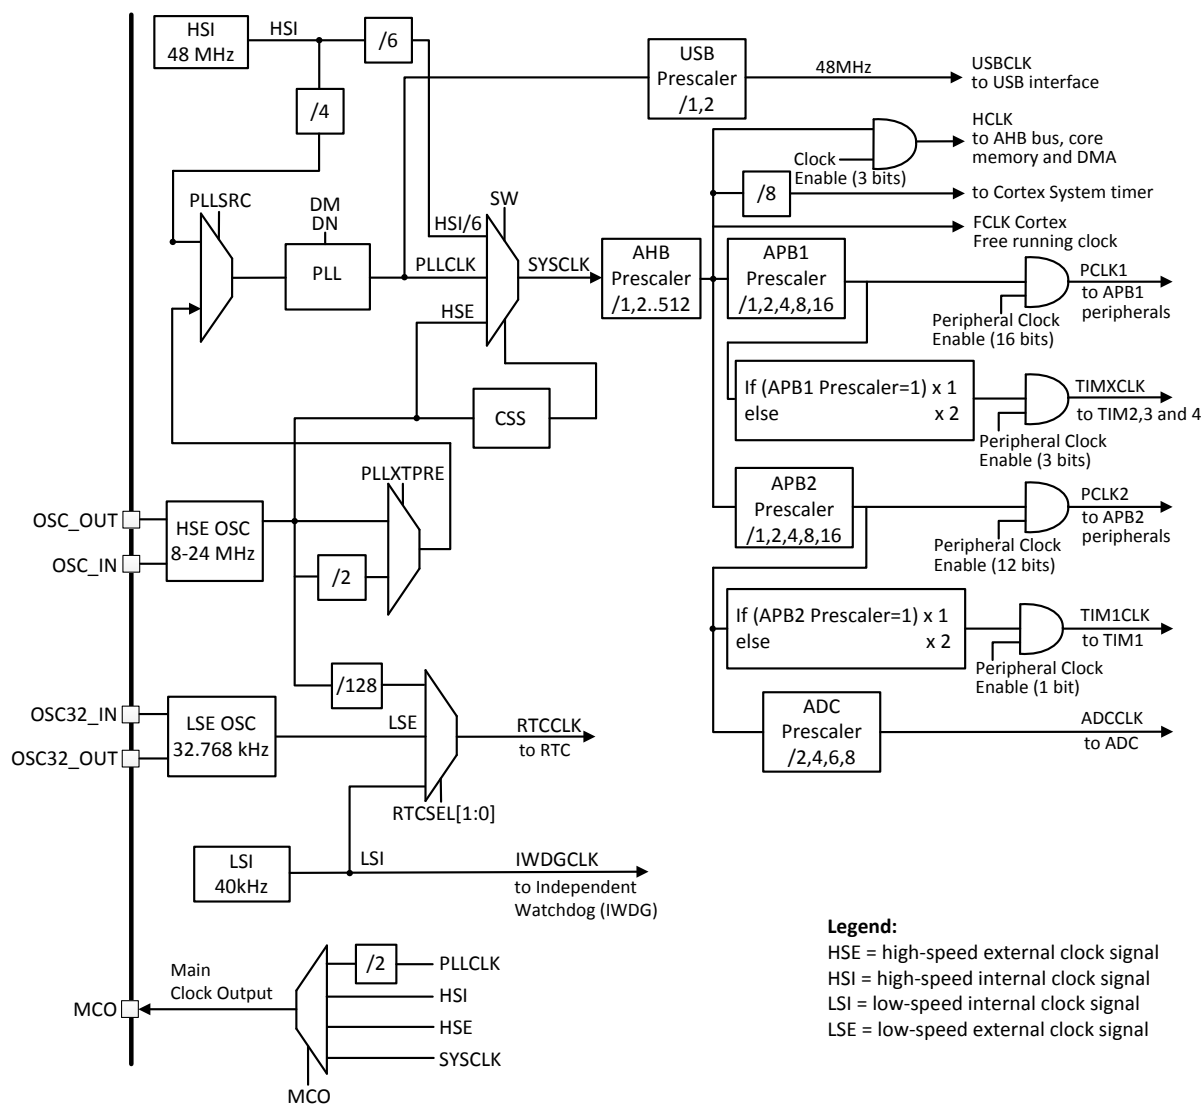 HSI
48 MHz
HSI
/6
/4
USB
Prescaler
/1,2
48MHz
USBCLK
to USB interface
HCLK
to AHB bus, core
memory and DMA
Clock
Enable (3 bits)
/8
to Cortex System timer
FCLK Cortex
Free running clock
PLLSRC
DM
DN
PLL
SW
HSI/6
PLLCLK
HSE
SYSCLK
AHB
Prescaler
/1,2..512
APB1
Prescaler
/1,2,4,8,16
PCLK1
to APB1
peripherals
Peripheral Clock
Enable (16 bits)
CSS
If (APB1 Prescaler=1) x 1
else x 2
TIMXCLK
to TIM2,3 and 4
Peripheral Clock
Enable (3 bits)
PLLXTPRE
OSC_OUT
OSC_IN
HSE OSC
8-24 MHz
/2
APB2
Prescaler
/1,2,4,8,16
PCLK2
to APB2
peripherals
Peripheral Clock
Enable (12 bits)
If (APB2 Prescaler=1) x 1
else x 2
TIM1CLK
to TIM1
Peripheral Clock
Enable (1 bit)
/128
OSC32_IN
OSC32_OUT
LSE OSC
32.768 kHz
LSE
RTCCLK
to RTC
RTCSEL[1:0]
ADC
Prescaler
/2,4,6,8
ADCCLK
to ADC
LSI
40kHz
LSI
IWDGCLK
to Independent
Watchdog (IWDG)
MCO
Main
Clock Output
/2
PLLCLK
HSI
HSE
SYSCLK
MCO
Legend:
HSE = high-speed external clock signal
HSI = high-speed internal clock signal
LSI = low-speed internal clock signal
LSE = low-speed external clock signal